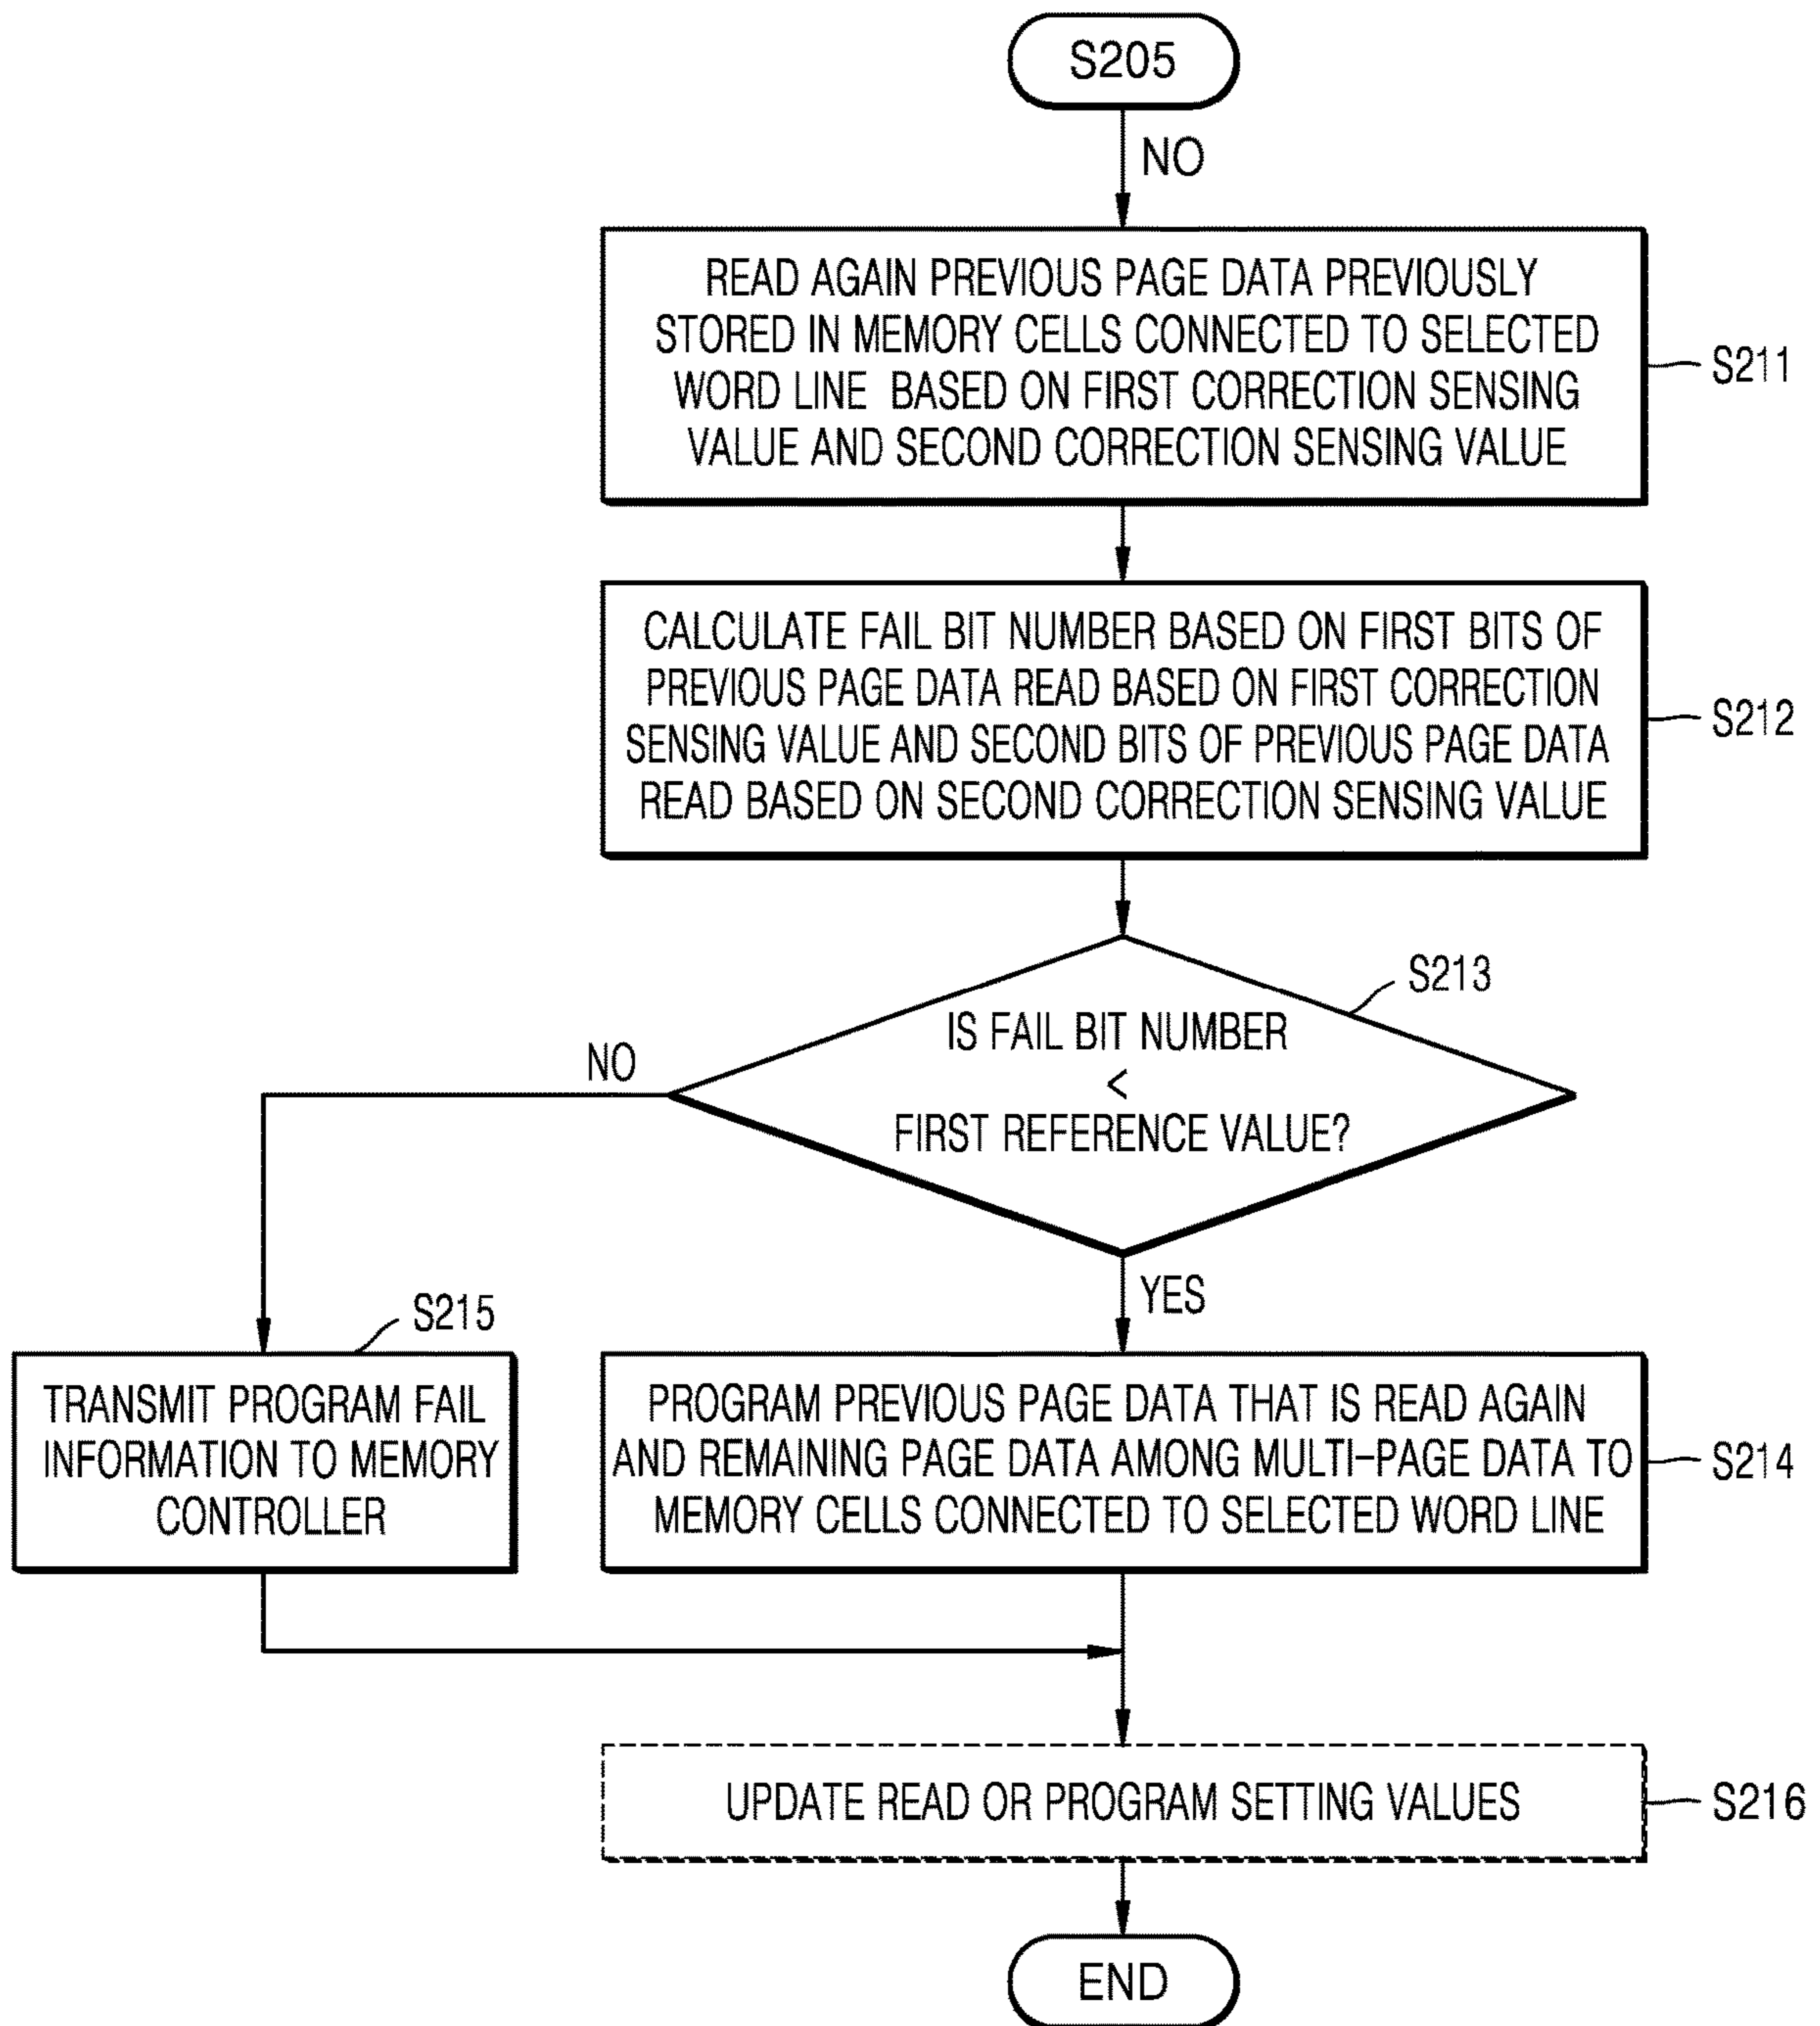 S205
NO
READ AGAIN PREVIOUS PAGE DATA PREVIOUSLY
STORED IN MEMORY CELLS CONNECTED TO SELECTED
WORD LINE BASED ON FIRST CORRECTION SENSING
VALUE AND SECOND CORRECTION SENSING VALUE
S211
CALCULATE FAIL BIT NUMBER BASED ON FIRST BITS OF
PREVIOUS PAGE DATA READ BASED ON FIRST CORRECTION
SENSING VALUE AND SECOND BITS OF PREVIOUS PAGE DATA
READ BASED ON SECOND CORRECTION SENSING VALUE
S212
S213
IS FAIL BIT NUMBER
<
FIRST REFERENCE VALUE?
NO
YES
S215
TRANSMIT PROGRAM FAIL
INFORMATION TO MEMORY
CONTROLLER
PROGRAM PREVIOUS PAGE DATA THAT IS READ AGAIN
AND REMAINING PAGE DATA AMONG MULTI-PAGE DATA TO
MEMORY CELLS CONNECTED TO SELECTED WORD LINE
S214
UPDATE READ OR PROGRAM SETTING VALUES
S216
END